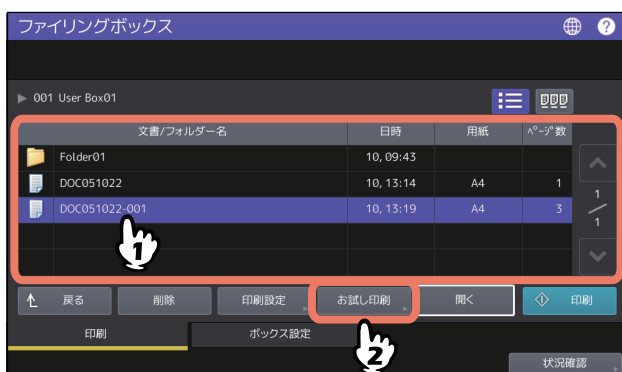 ファイリングボックス ?
001 User Box01
文書/フォルダー名 日時 用紙 ページ数
Folder01 10, 09:43
DOC051022 10, 13:14 A4 1
DOC051022-001 10, 13:19 A4 3
1
1
1
戻る 削除 印刷設定 お試し印刷 開く 印刷
2
印刷 ボックス設定
状況確認